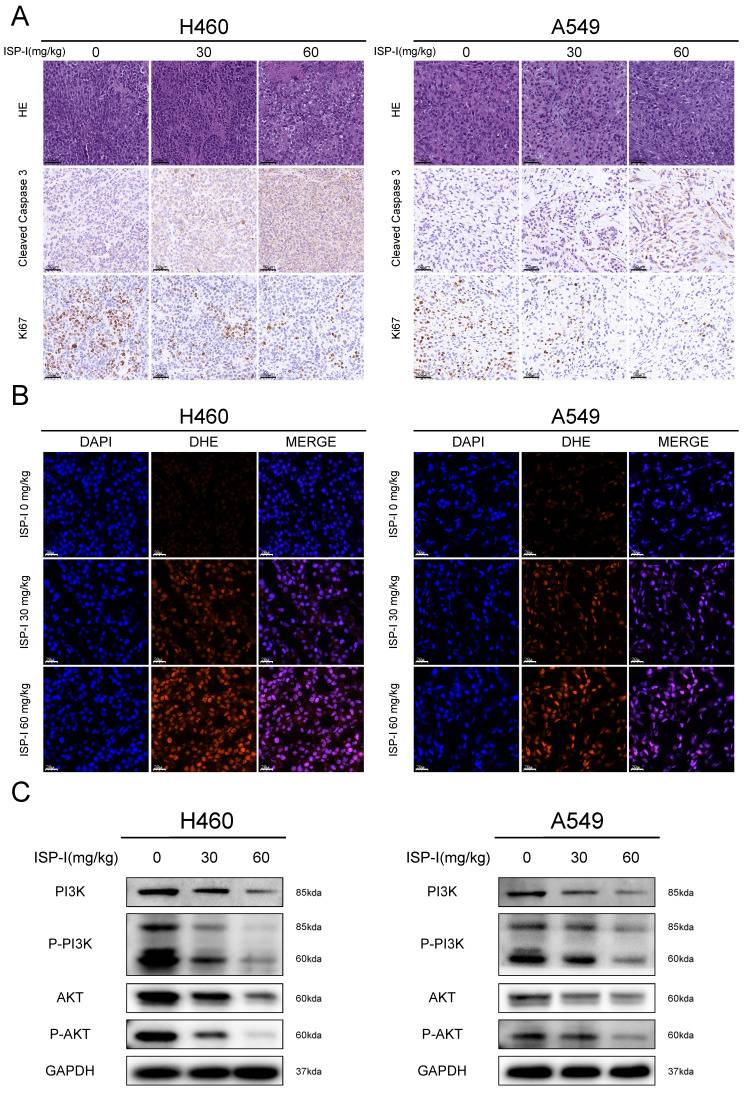 A
H460 A549
ISP-I(mg/kg) 0 30 60 ISP-I(mg/kg) 0 30 60
HE HE
Cleaved Caspase 3 Cleaved Caspase 3
Ki67 Ki67
B
H460 A549
DAPI DHE MERGE DAPI DHE MERGE
ISP-I 0 mg/kg ISP-I 0 mg/kg
ISP-I 30 mg/kg ISP-I 30 mg/kg
ISP-I 60 mg/kg ISP-I 60 mg/kg
C
H460 A549
ISP-I(mg/kg) 0 30 60 ISP-I(mg/kg) 0 30 60
PI3K 85kda PI3K 85kda
85kda 85kda
P-PI3K P-PI3K
60kda 60kda
AKT 60kda AKT 60kda
P-AKT 60kda P-AKT 60kda
GAPDH 37kda GAPDH 37kda